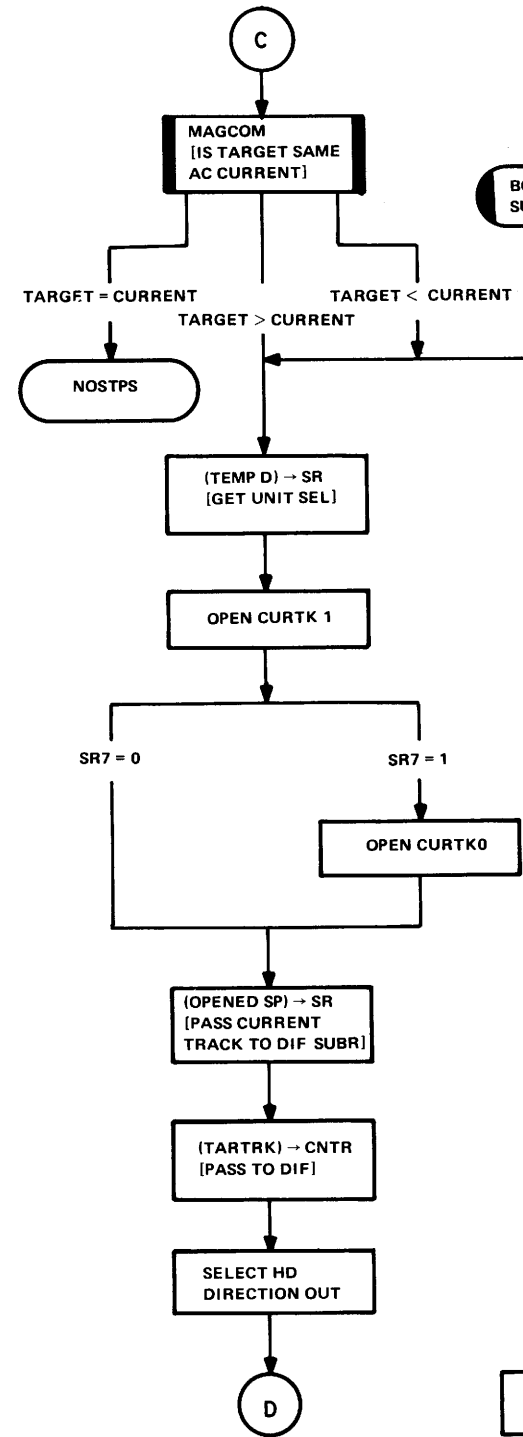 C
MAGCOM
[IS TARGET SAME
AC CURRENT]
BO
SU
TARGET = CURRENT
TARGET > CURRENT
TARGET < CURRENT
NOSTPS
(TEMP D) → SR
[GET UNIT SEL]
OPEN CURTK 1
SR7 = 0
SR7 = 1
OPEN CURTK0
(OPENED SP) → SR
[PASS CURRENT
TRACK TO DIF SUBR]
(TARTRK) → CNTR
[PASS TO DIF]
SELECT HD
DIRECTION OUT
D